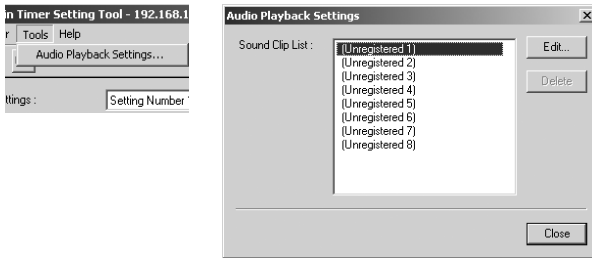 in Timer Setting Tool - 192.168.1
r Tools Help
Audio Playback Settings...
ttings :
Setting Number
Audio Playback Settings
Sound Clip List :
(Unregistered 1)
(Unregistered 2)
(Unregistered 3)
(Unregistered 4)
(Unregistered 5)
(Unregistered 6)
(Unregistered 7)
(Unregistered 8)
Edit...
Delete
Close